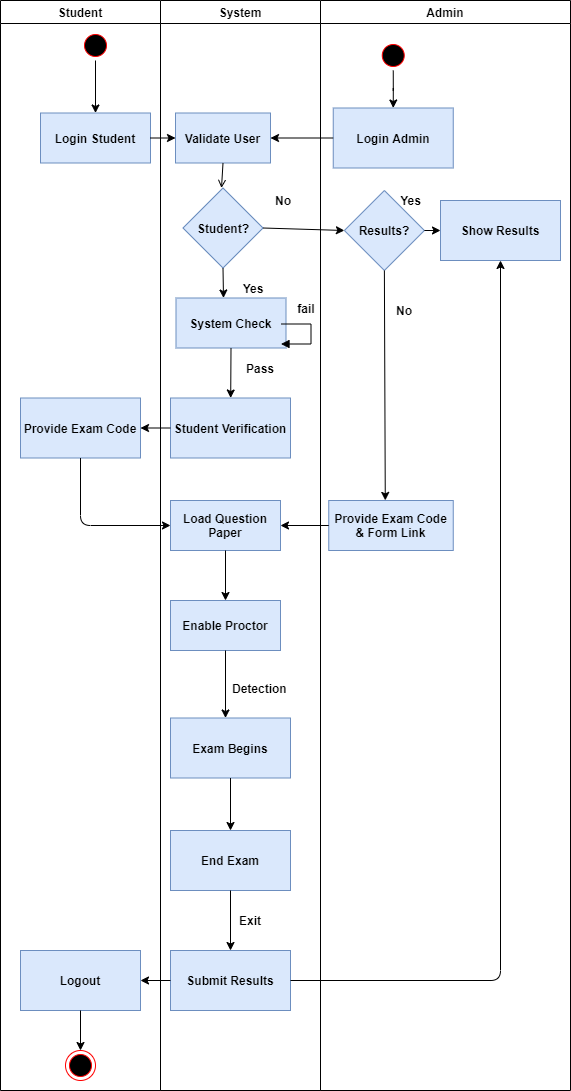 Student
System
Admin
Login Student
Validate User
Login Admin
Student?
No
Results?
Yes
Show Results
Yes
System Check
fail
No
Pass
Provide Exam Code
Student Verification
Load Question
Paper
Provide Exam Code
& Form Link
Enable Proctor
Detection
Exam Begins
End Exam
Exit
Logout
Submit Results